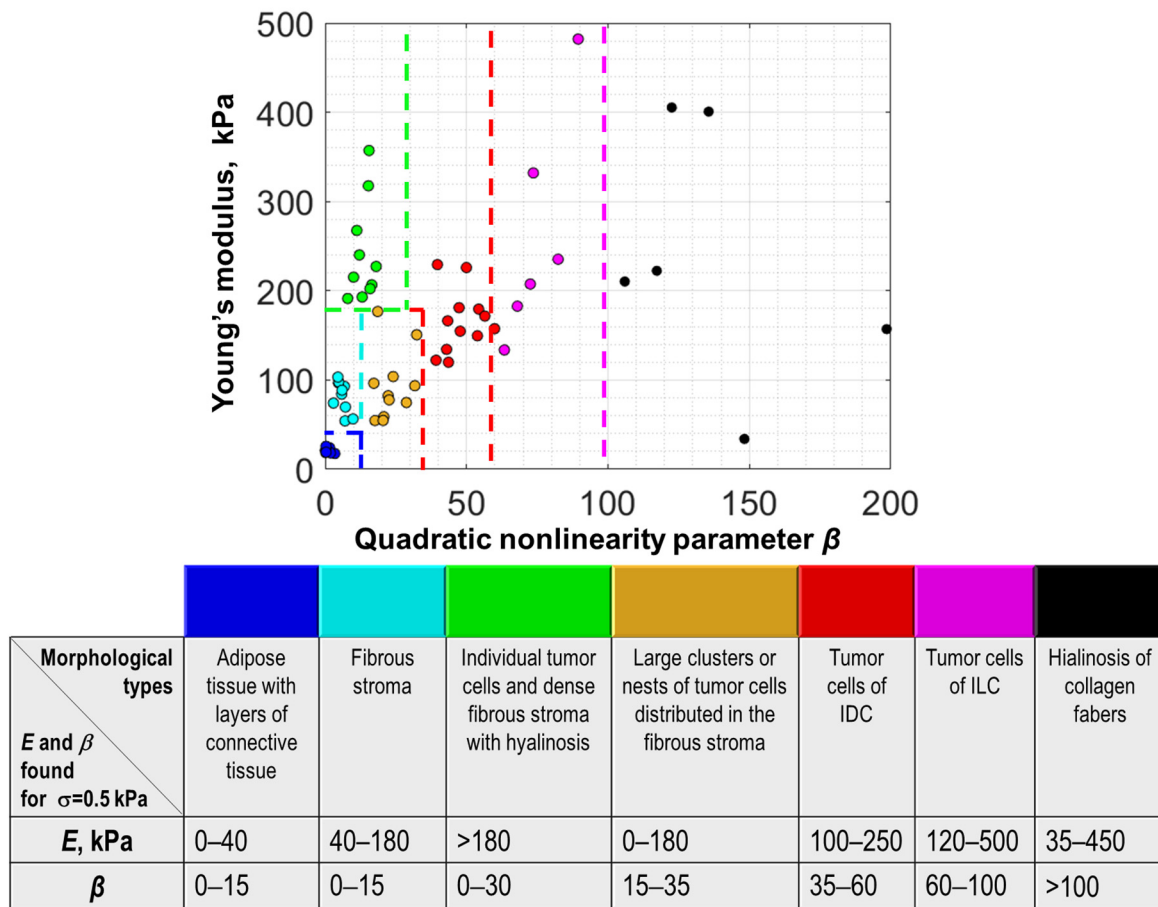 500
400
300
200
100
0
Young's modulus, kPa
0 50 100 150 200
Quadratic nonlinearity parameter β
Morphological
types
E and β
found
for σ=0.5 kPa
Adipose
tissue with
layers of
connective
tissue
Fibrous
stroma
Individual tumor
cells and dense
fibrous stroma
with hyalinosis
Large clusters or
nests of tumor cells
distributed in the
fibrous stroma
Tumor
cells of
IDC
Tumor cells
of ILC
Hialinosis of
collagen
fabers
E, kPa 0–40 40–180 >180 0–180 100–250 120–500 35–450
β 0–15 0–15 0–30 15–35 35–60 60–100 >100